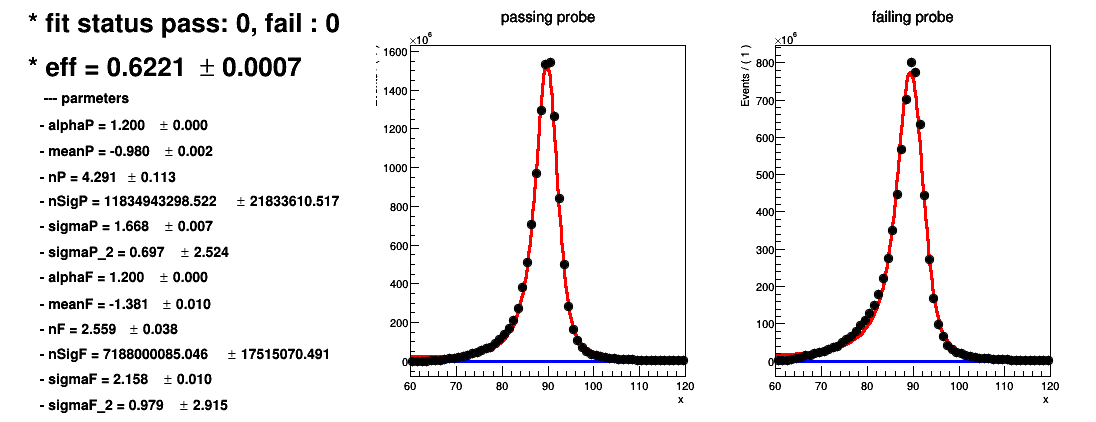 * fit status pass: 0, fail : 0
* eff = 0.6221 ± 0.0007
--- parmeters
- alphaP = 1.200 ± 0.000
- meanP = -0.980 ± 0.002
- nP = 4.291 ± 0.113
- nSigP = 11834943298.522 ± 21833610.517
- sigmaP = 1.668 ± 0.007
- sigmaP_2 = 0.697 ± 2.524
- alphaF = 1.200 ± 0.000
- meanF = -1.381 ± 0.010
- nF = 2.559 ± 0.038
- nSigF = 7188000085.046 ± 17515070.491
- sigmaF = 2.158 ± 0.010
- sigmaF_2 = 0.979 ± 2.915
passing probe
×10⁶
1600
1400
1200
1000
800
600
400
200
0
60 70 80 90 100 110 120
x
failing probe
×10⁶
Events / ( 1 )
800
700
600
500
400
300
200
100
0
60 70 80 90 100 110 120
x